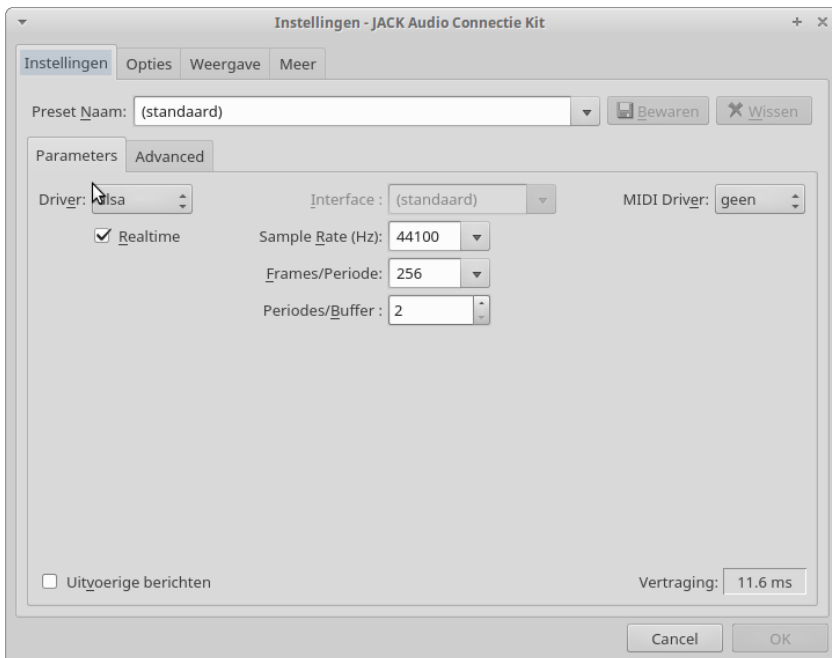 Instellingen - JACK Audio Connectie Kit
Instellingen Opties Weergave Meer
Preset Naam: (standaard) Bewaren Wissen
Parameters Advanced
Driver: alsa Interface : (standaard) MIDI Driver: geen
Realtime Sample Rate (Hz): 44100
Frames/Periode: 256
Periodes/Buffer : 2
Uitvoerige berichten Vertraging: 11.6 ms
Cancel OK